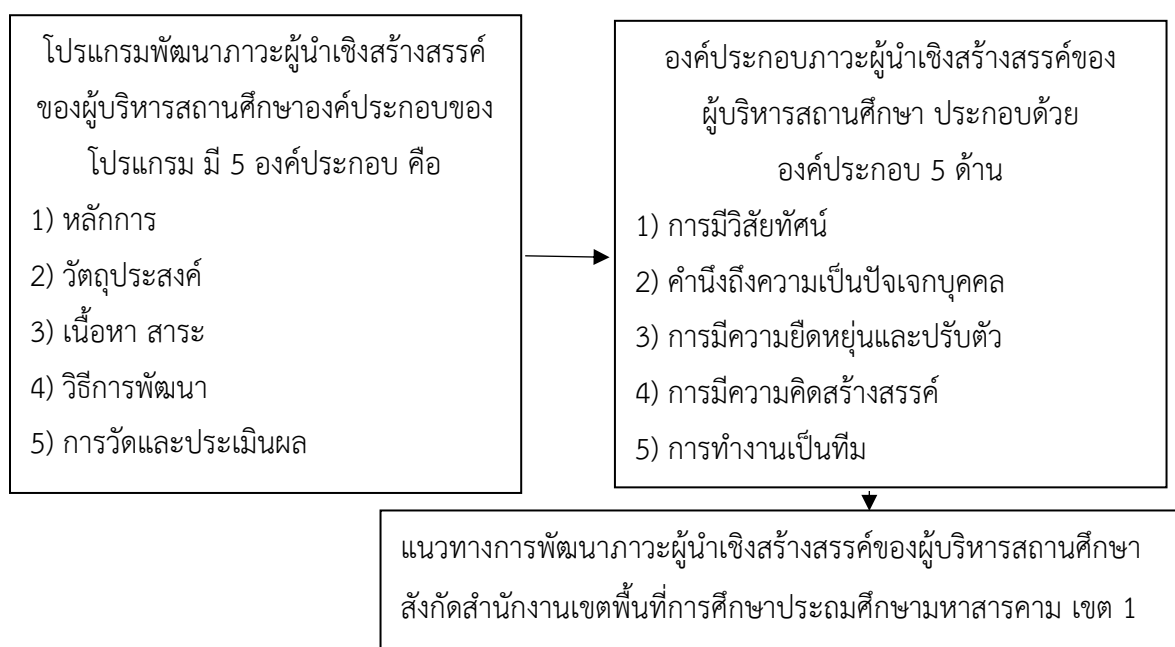 โปรแกรมพัฒนาภาวะผู้นำเชิงสร้างสรรค์
ของผู้บริหารสถานศึกษาองค์ประกอบของ
โปรแกรม มี 5 องค์ประกอบ คือ
1) หลักการ
2) วัตถุประสงค์
3) เนื้อหา สาระ
4) วิธีการพัฒนา
5) การวัดและประเมินผล
องค์ประกอบภาวะผู้นำเชิงสร้างสรรค์ของ
ผู้บริหารสถานศึกษา ประกอบด้วย
องค์ประกอบ 5 ด้าน
1) การมีวิสัยทัศน์
2) คำนึงถึงความเป็นปัจเจกบุคคล
3) การมีความยืดหยุ่นและปรับตัว
4) การมีความคิดสร้างสรรค์
5) การทำงานเป็นทีม
แนวทางการพัฒนาภาวะผู้นำเชิงสร้างสรรค์ของผู้บริหารสถานศึกษา
สังกัดสำนักงานเขตพื้นที่การศึกษาประถมศึกษามหาสารคาม เขต 1